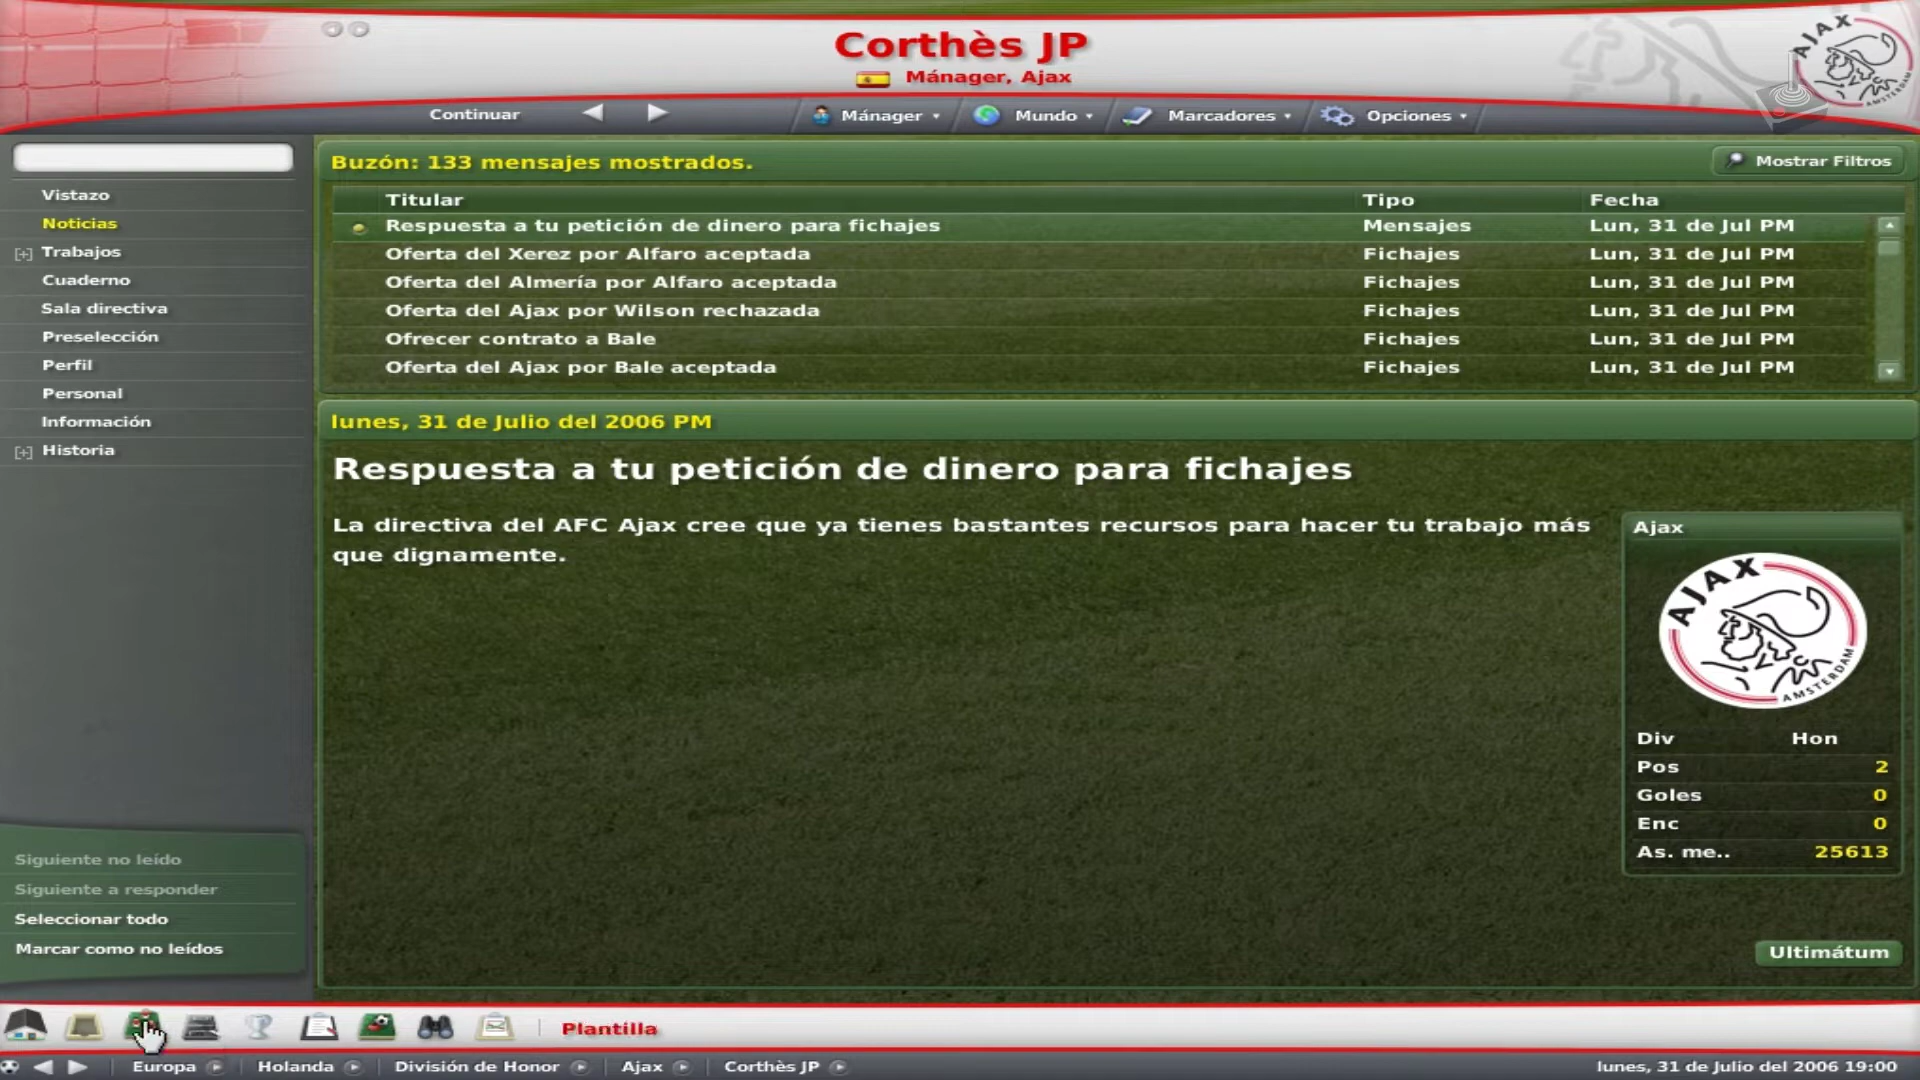 Corthès JP
Mánager, Ajax
AJAX
AMSTERDAM
Continuar
Mánager
Mundo
Marcadores
Opciones
Vistazo
Noticias
[+] Trabajos
Cuaderno
Sala directiva
Preselección
Perfil
Personal
Información
[+] Historia
Buzón: 133 mensajes mostrados.
Mostrar Filtros
Titular Tipo Fecha
Respuesta a tu petición de dinero para fichajes Mensajes Lun, 31 de Jul PM
Oferta del Xerez por Alfaro aceptada Fichajes Lun, 31 de Jul PM
Oferta del Almería por Alfaro aceptada Fichajes Lun, 31 de Jul PM
Oferta del Ajax por Wilson rechazada Fichajes Lun, 31 de Jul PM
Ofrecer contrato a Bale Fichajes Lun, 31 de Jul PM
Oferta del Ajax por Bale aceptada Fichajes Lun, 31 de Jul PM
lunes, 31 de Julio del 2006 PM
Respuesta a tu petición de dinero para fichajes
La directiva del AFC Ajax cree que ya tienes bastantes recursos para hacer tu trabajo más
que dignamente.
Ajax
AJAX
AMSTERDAM
Div Hon
Pos 2
Goles 0
Enc 0
As. me.. 25613
Ultimátum
Siguiente no leído
Siguiente a responder
Seleccionar todo
Marcar como no leídos
Plantilla
Europa Holanda División de Honor Ajax Corthès JP
lunes, 31 de Julio del 2006 19:00